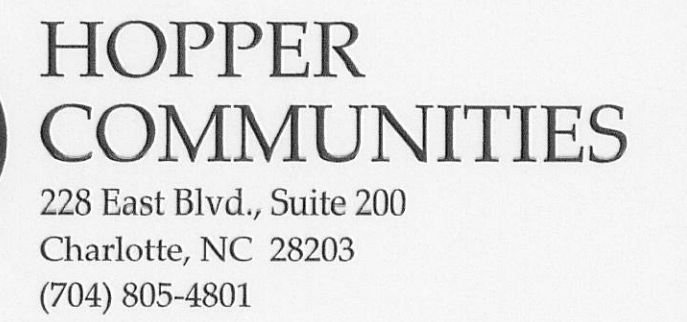 HOPPER
COMMUNITIES
228 East Blvd., Suite 200
Charlotte, NC 28203
(704) 805-4801